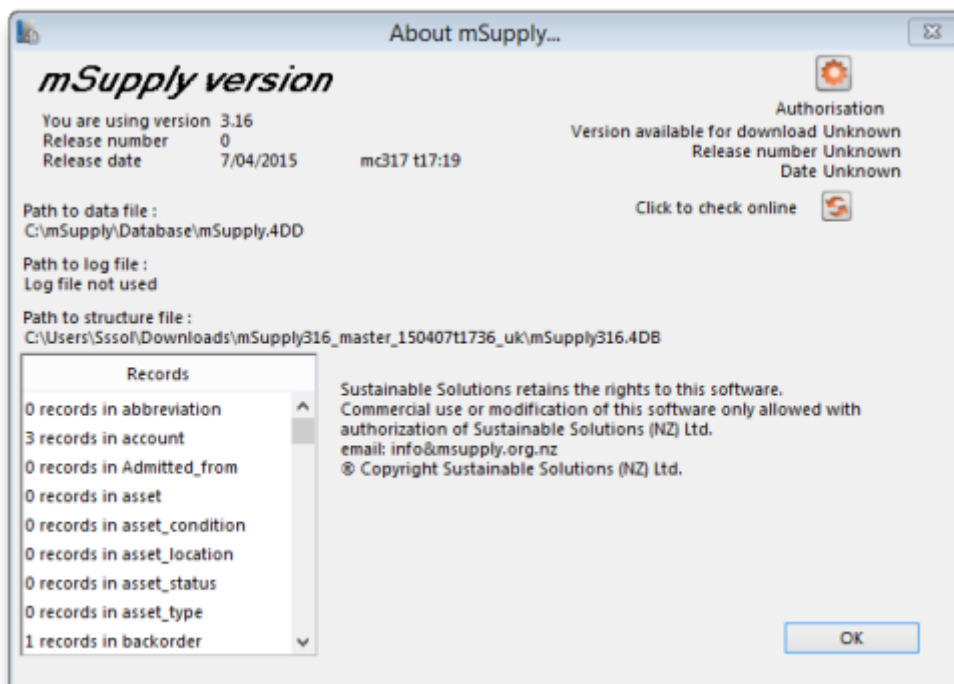 About mSupply...
mSupply version
You are using version 3.16
Release number 0
Release date 7/04/2015 mc317 t17:19
Authorisation
Version available for download Unknown
Release number Unknown
Date Unknown
Click to check online
Path to data file :
C:\mSupply\Database\mSupply.4DD
Path to log file :
Log file not used
Path to structure file :
C:\Users\Sssol\Downloads\mSupply316_master_150407t1736_uk\mSupply316.4DB
Records
0 records in abbreviation
3 records in account
0 records in Admitted_from
0 records in asset
0 records in asset_condition
0 records in asset_location
0 records in asset_status
0 records in asset_type
1 records in backorder
Sustainable Solutions retains the rights to this software.
Commercial use or modification of this software only allowed with
authorization of Sustainable Solutions (NZ) Ltd.
email: info@msupply.org.nz
® Copyright Sustainable Solutions (NZ) Ltd.
OK